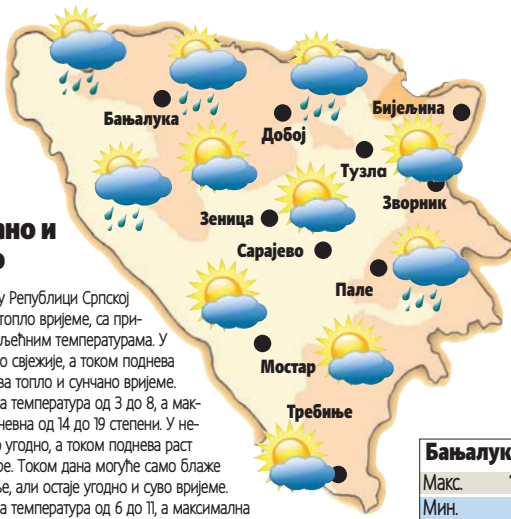 Бањалука
Добој
Бијељина
Тузла
Зворник
Зеница
Сарајево
Пале
Мостар
Требиње
ано и
о
у Републици Српској
топло вријеме, са при-
љећним температурама. У
о свјежије, а током поднева
ва топло и сунчано вријеме.
а температура од 3 до 8, а мак-
невна од 14 до 19 степени. У не-
о угодно, а током поднева раст
ре. Током дана могуће само блаже
ње, али остаје угодно и суво вријеме.
а температура од 6 до 11, а максимална
Бањалук
Макс.
Мин.